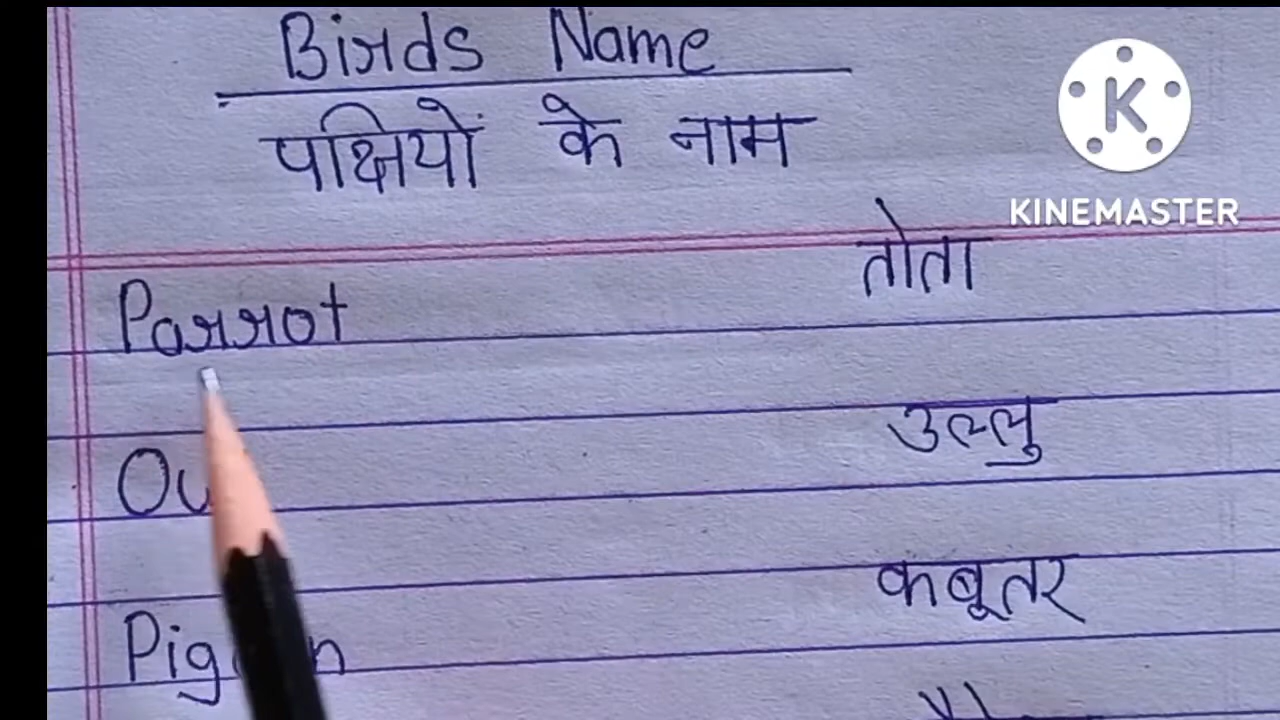 Birds Name
पक्षियों के नाम
KINEMASTER
Parrot तोता
उल्लु
कबूतर